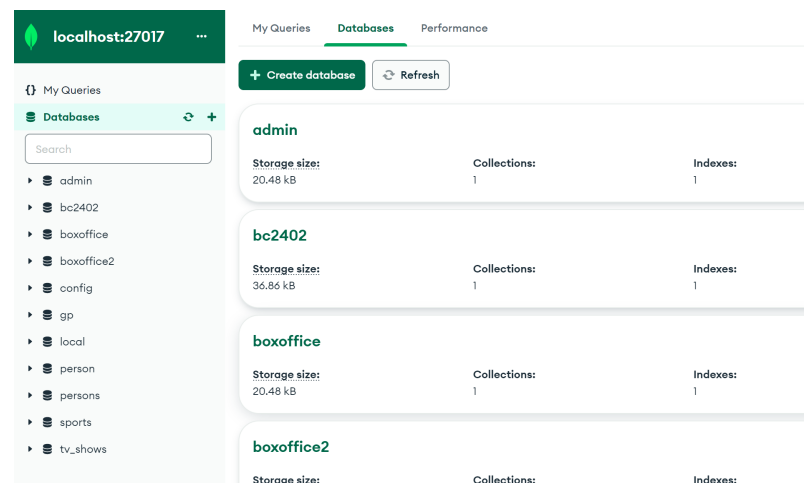 localhost:27017
{} My Queries
Databases
Search
admin
bc2402
boxoffice
boxoffice2
config
gp
local
person
persons
sports
tv_shows
My Queries Databases Performance
+ Create database Refresh
admin
Storage size: Collections: Indexes:
20.48 kB 1 1
bc2402
Storage size: Collections: Indexes:
36.86 kB 1 1
boxoffice
Storage size: Collections: Indexes:
20.48 kB 1 1
boxoffice2
Storage size: Collections: Indexes: